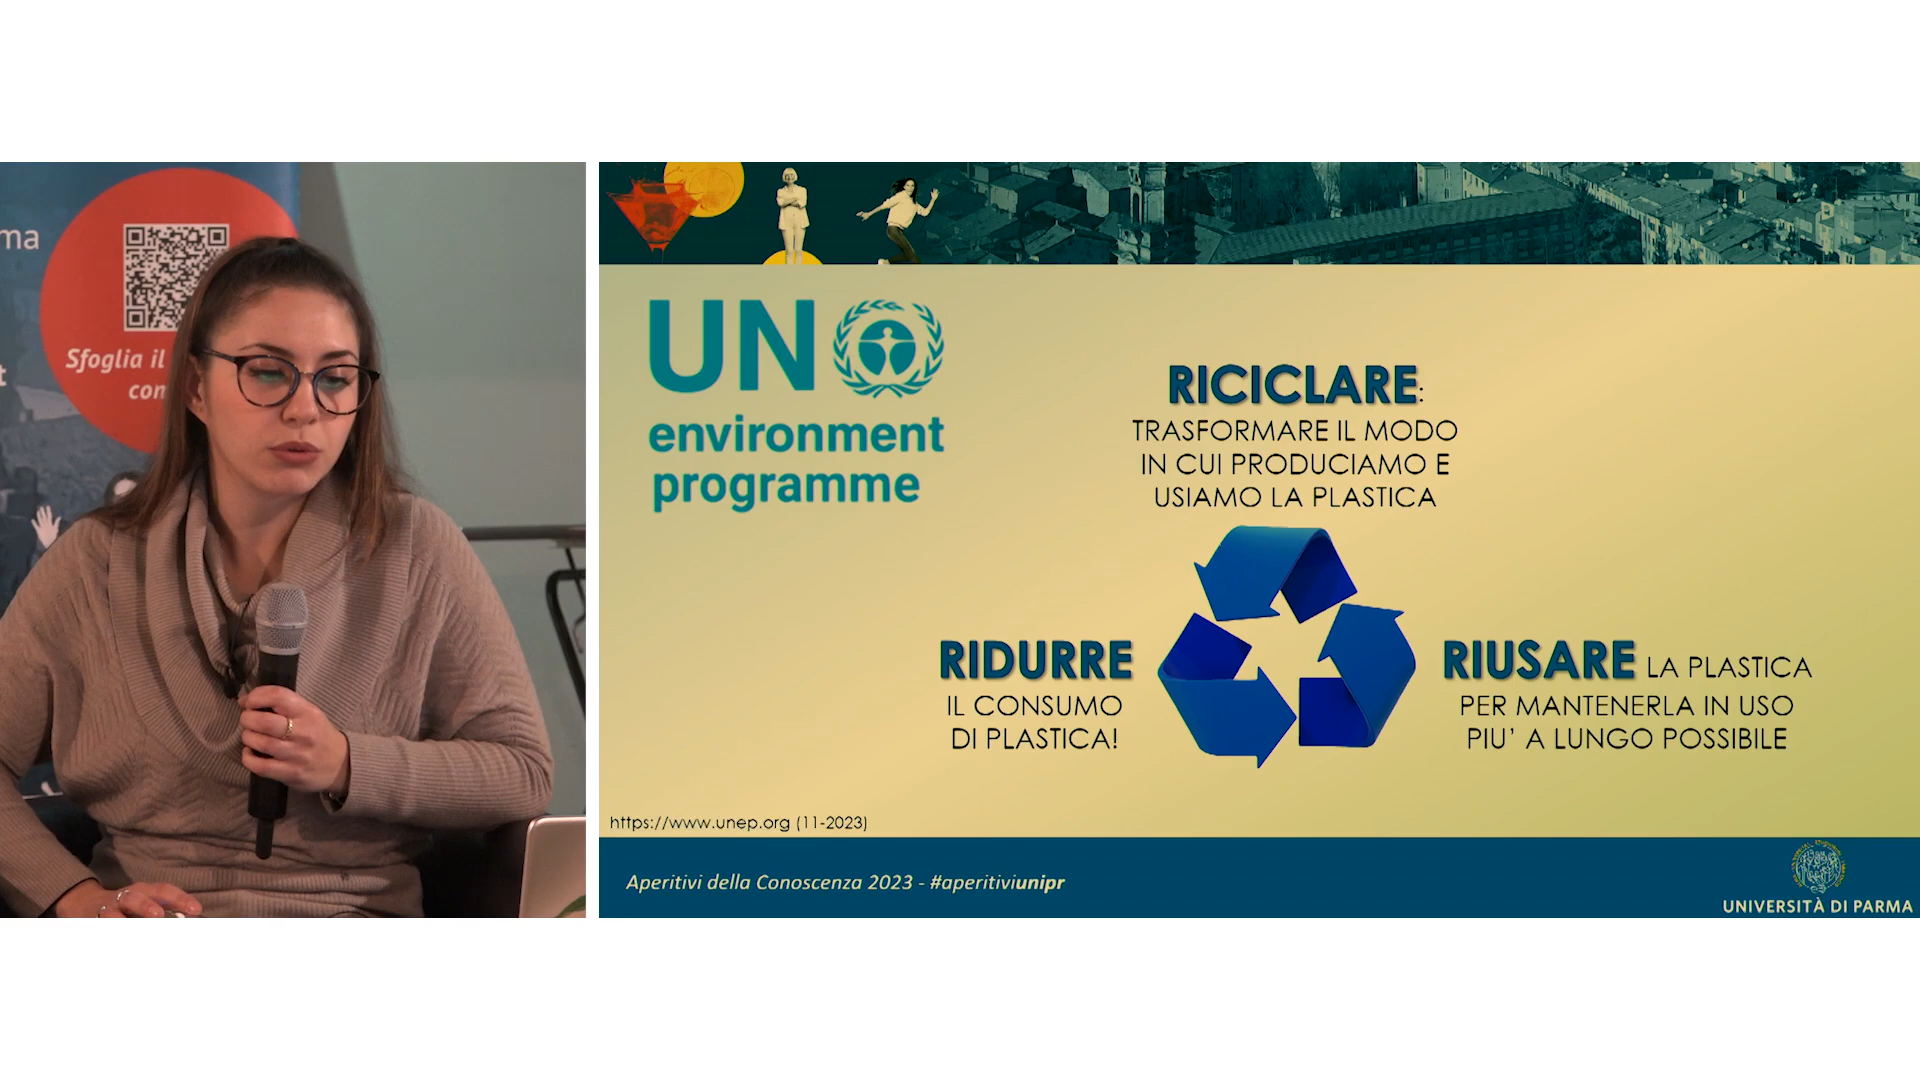 ma
Sfoglia il
con
t
UN
environment
programme
RICICLARE:
TRASFORMARE IL MODO
IN CUI PRODUCIAMO E
USIAMO LA PLASTICA
RIDURRE
IL CONSUMO
DI PLASTICA!
RIUSARE LA PLASTICA
PER MANTENERLA IN USO
PIU' A LUNGO POSSIBILE
https://www.unep.org (11-2023)
Aperitivi della Conoscenza 2023 - #aperitiviunipr
UNIVERSITÀ DI PARMA